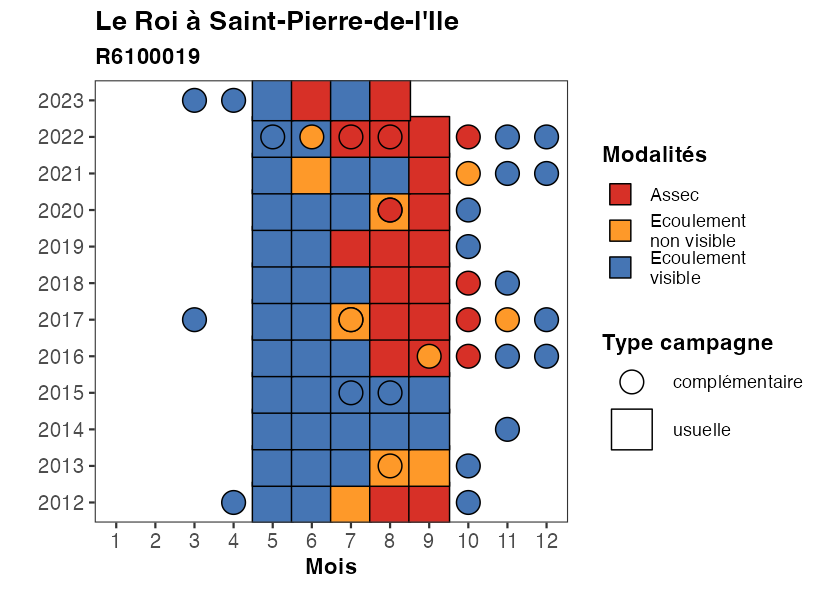 Le Roi à Saint-Pierre-de-l'Ile
R6100019
2023
2022
2021
2020
2019
2018
2017
2016
2015
2014
2013
2012
1 2 3 4 5 6 7 8 9 10 11 12
Mois
Modalités
Assec
Ecoulement
non visible
Ecoulement
visible
Type campagne
complémentaire
usuelle